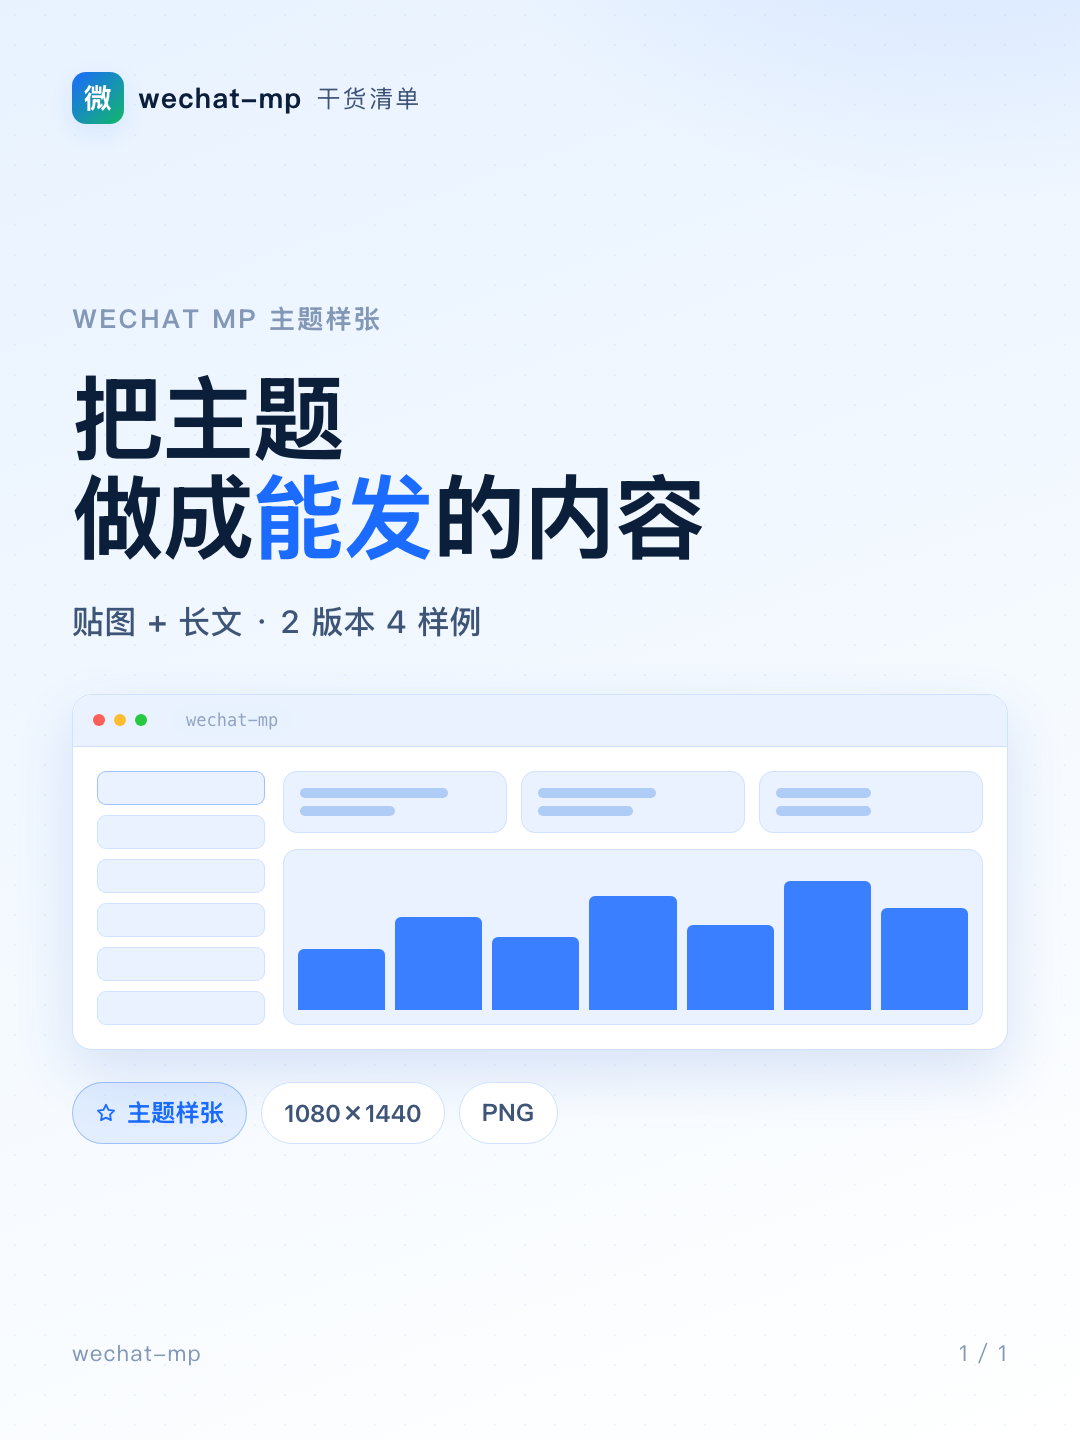 微 wechat-mp 干货清单
WECHAT MP 主题样张
把主题
做成能发的内容
贴图 + 长文 · 2 版本 4 样例
wechat-mp
主题样张 1080×1440 PNG
wechat-mp 1 / 1